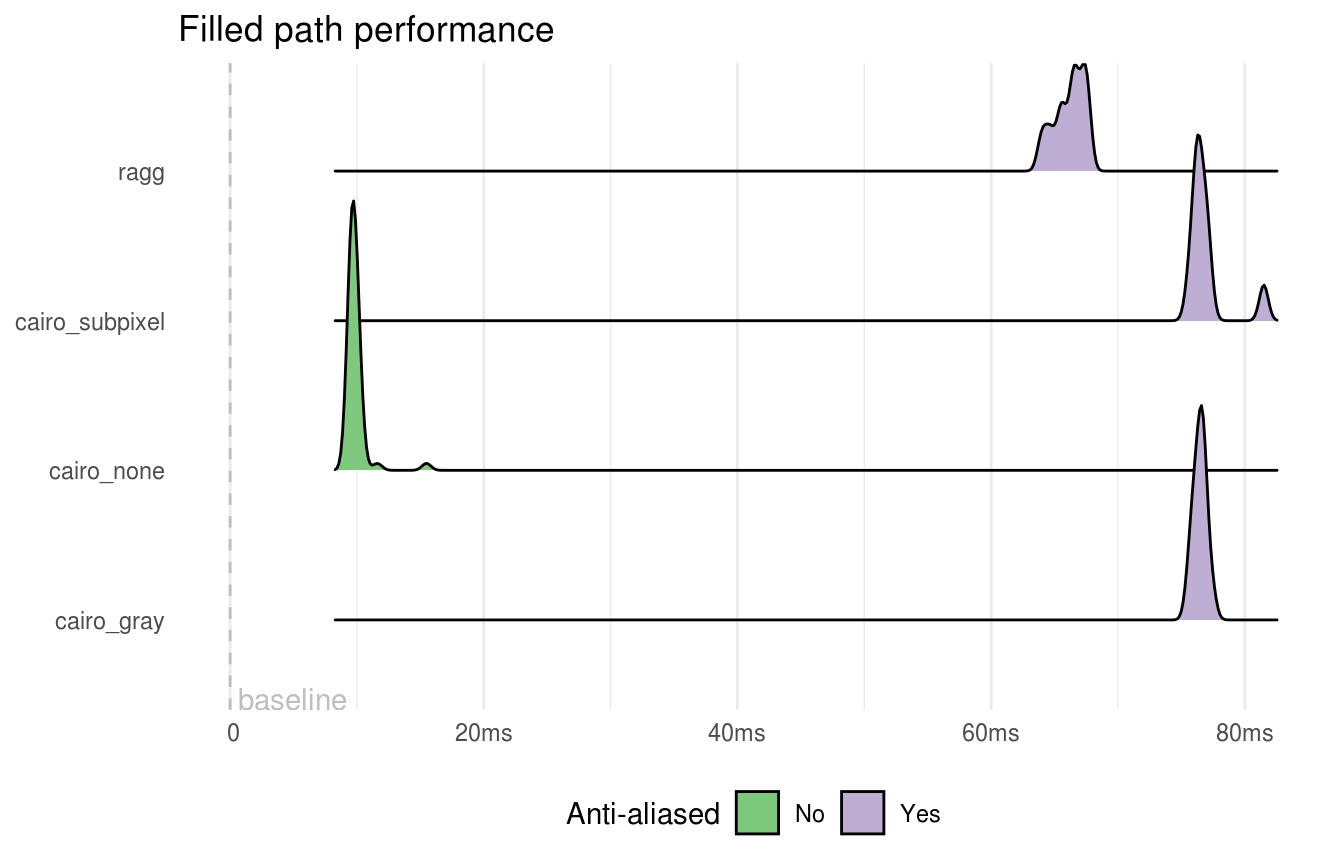 Filled path performance
ragg
cairo_subpixel
cairo_none
cairo_gray
baseline
0 20ms 40ms 60ms 80ms
Anti-aliased No Yes